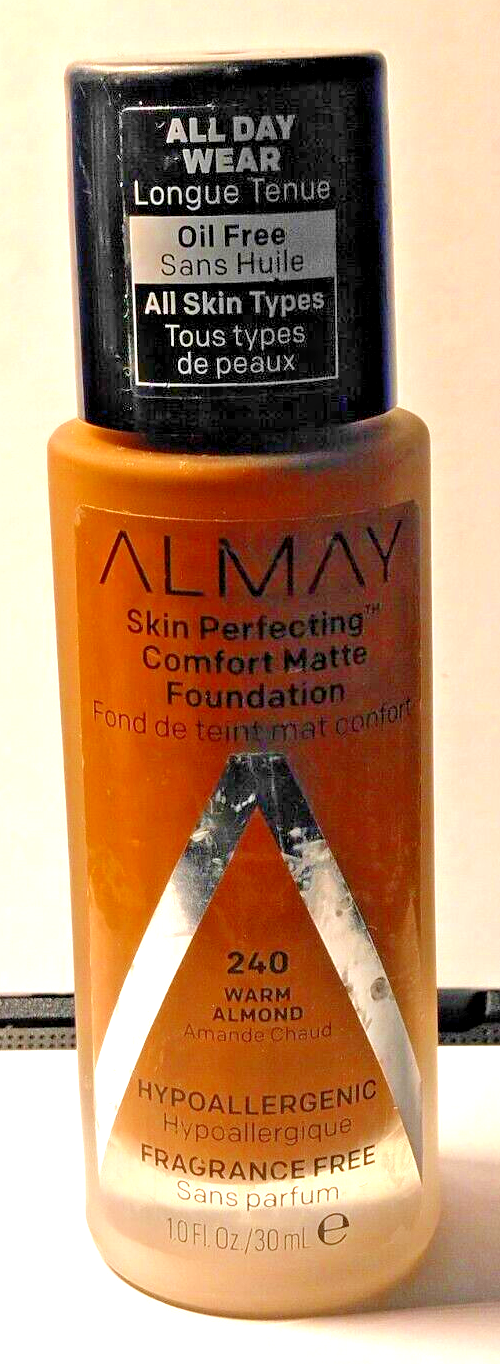 ALL DAY
WEAR
Longue Tenue
Oil Free
Sans Huile
All Skin Types
Tous types
de peaux
ALMAY
Skin Perfecting™
Comfort Matte
Foundation
Fond de teint mat confort
240
WARM
ALMOND
Amande Chaud
HYPOALLERGENIC
Hypoallergique
FRAGRANCE FREE
Sans parfum
1.0 Fl. Oz./30 mL ℮